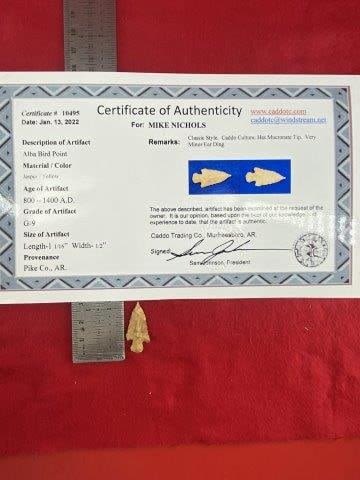 Certificate # 10495
Date: Jan. 13, 2022
Certificate of Authenticity
For: MIKE NICHOLS
www.caddotc.com
caddotc@windstream.net
Description of Artifact
Alba Bird Point
Material / Color
Jasper / Yellow
Age of Artifact
800 - 1400 A.D.
Grade of Artifact
G-9
Size of Artifact
Length-1 1/16" Width- 1/2"
Provenance
Pike Co., AR.
Remarks: Classic Style. Caddo Culture, Has Mucronate Tip. Very
Minor Ear Ding.
The above described, artifact has been examined at the request of the
owner. It is our opinion, based upon the best of our knowledge and
experience to date, that the artifact is authentic.
Caddo Trading Co., Murfreesboro, AR.
Signed
Sam Johnson, President